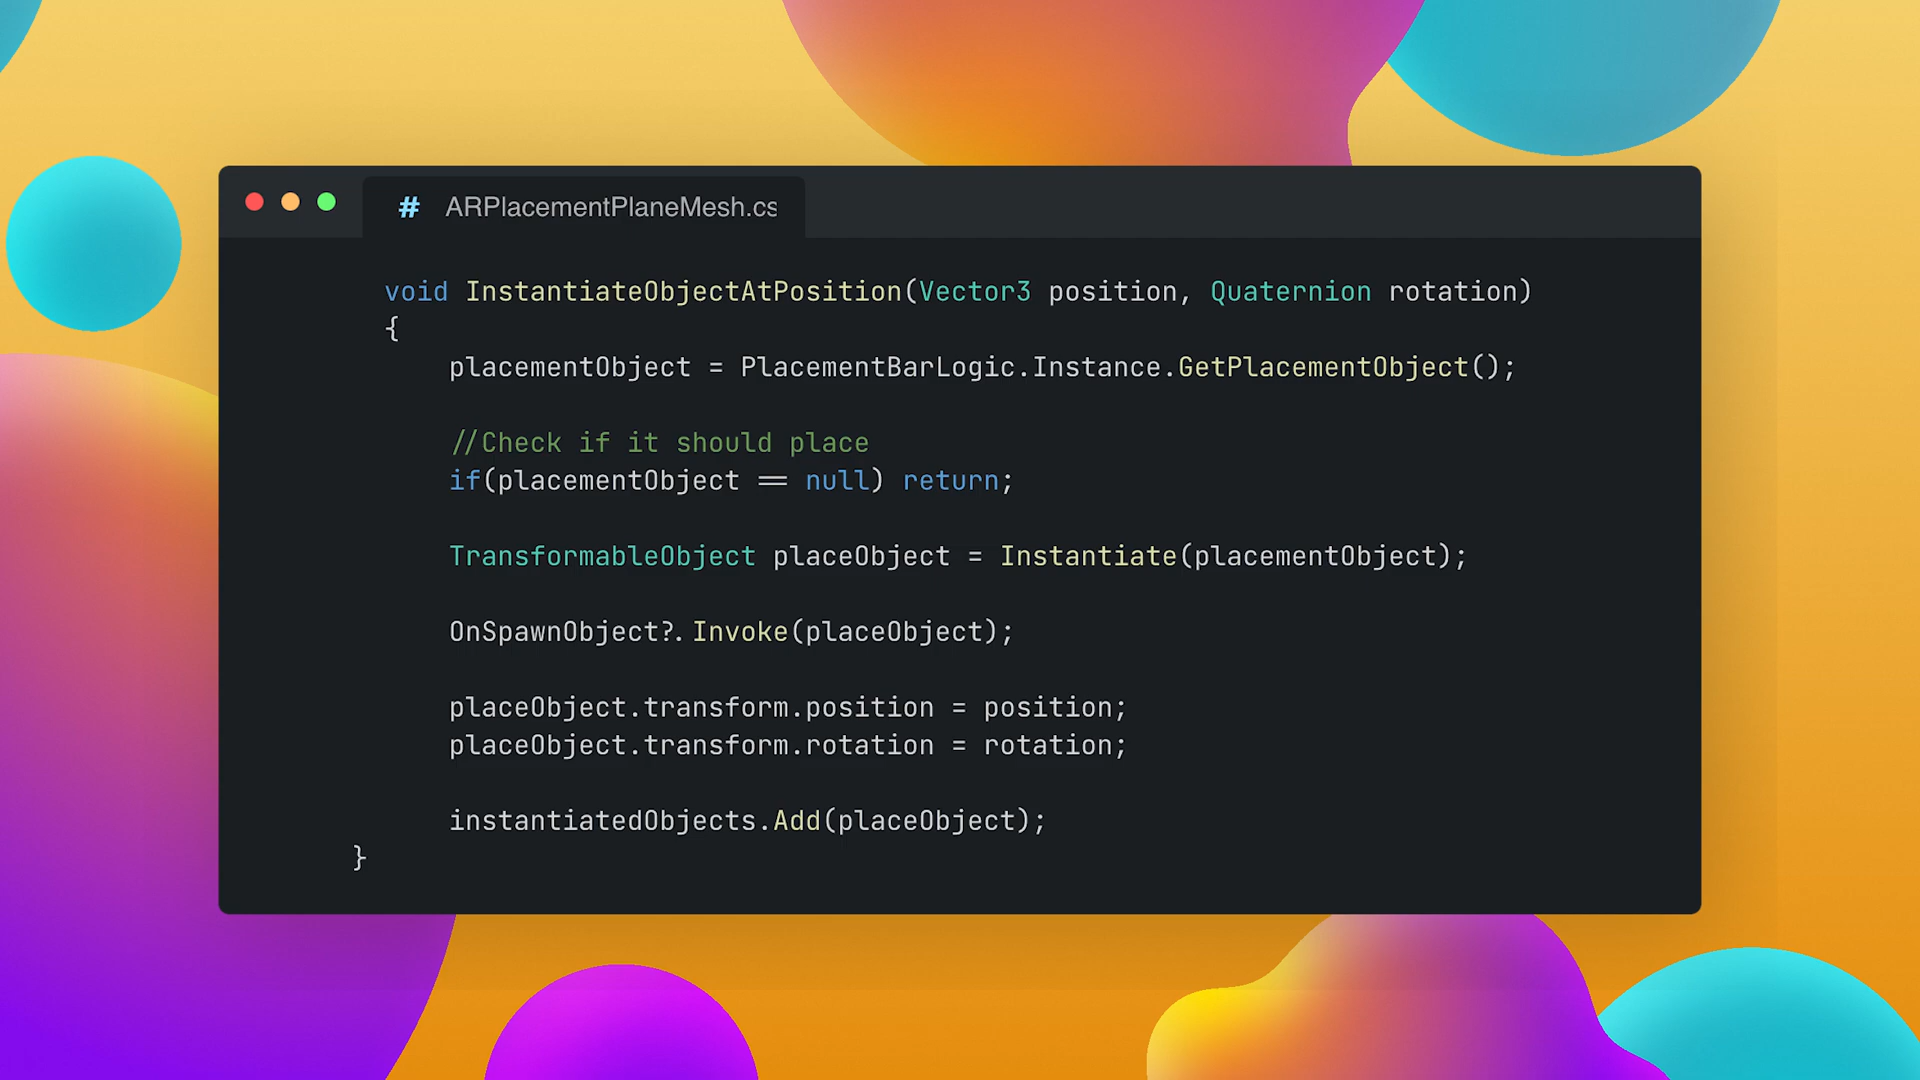 # ARPlacementPlaneMesh.cs
void InstantiateObjectAtPosition(Vector3 position, Quaternion rotation)
{
placementObject = PlacementBarLogic.Instance.GetPlacementObject();
//Check if it should place
if(placementObject == null) return;
TransformableObject placeObject = Instantiate(placementObject);
OnSpawnObject?.Invoke(placeObject);
placeObject.transform.position = position;
placeObject.transform.rotation = rotation;
instantiatedObjects.Add(placeObject);
}